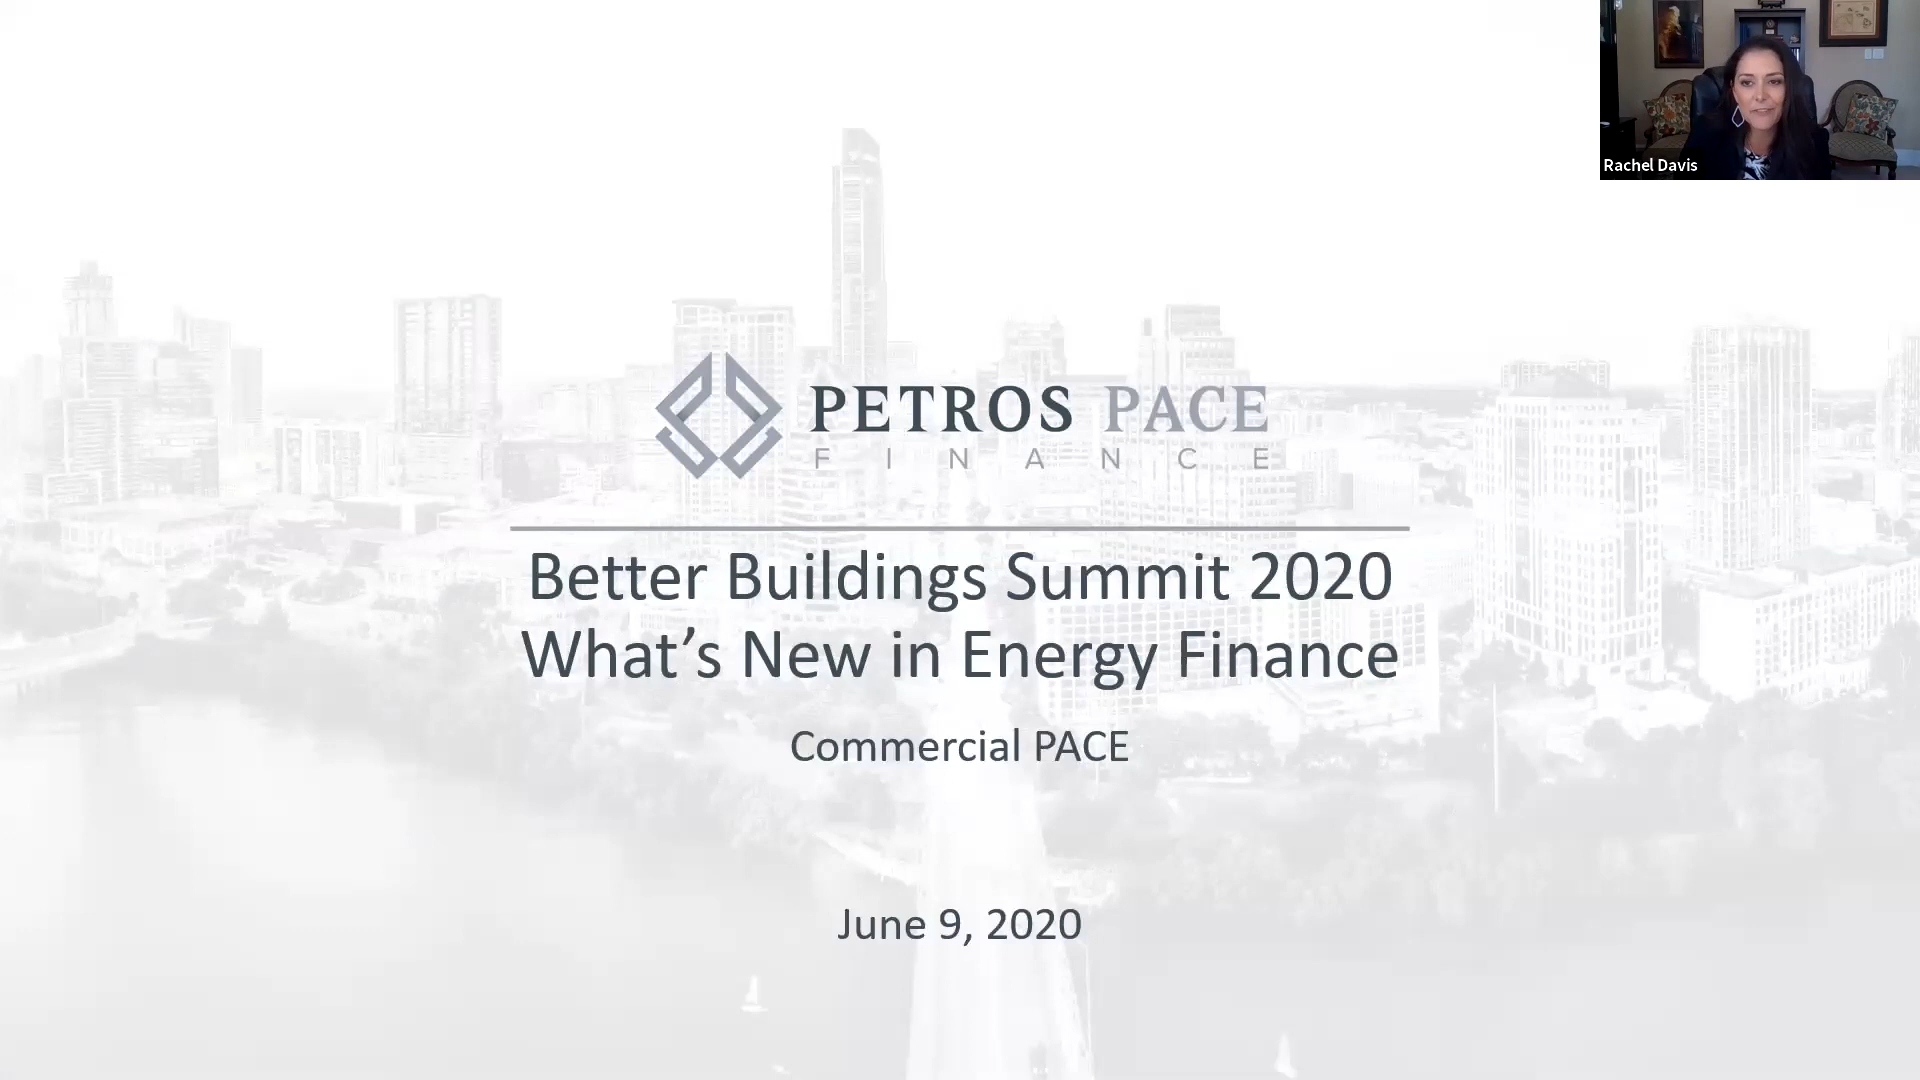 Rachel Davis
PETROS PACE
FINANCE
Better Buildings Summit 2020
What’s New in Energy Finance
Commercial PACE
June 9, 2020